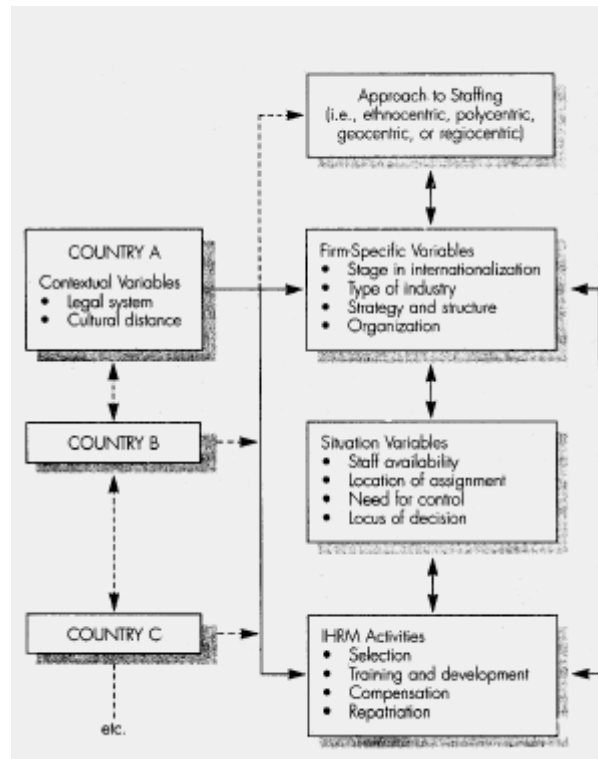 Approach to Staffing
(i.e., ethnocentric, polycentric,
geocentric, or regiocentric)
COUNTRY A
Contextual Variables
• Legal system
• Cultural distance
Firm-Specific Variables
• Stage in internationalization
• Type of industry
• Strategy and structure
• Organization
COUNTRY B
Situation Variables
• Staff availability
• Location of assignment
• Need for control
• Locus of decision
COUNTRY C
IHRM Activities
• Selection
• Training and development
• Compensation
• Repatriation
etc.